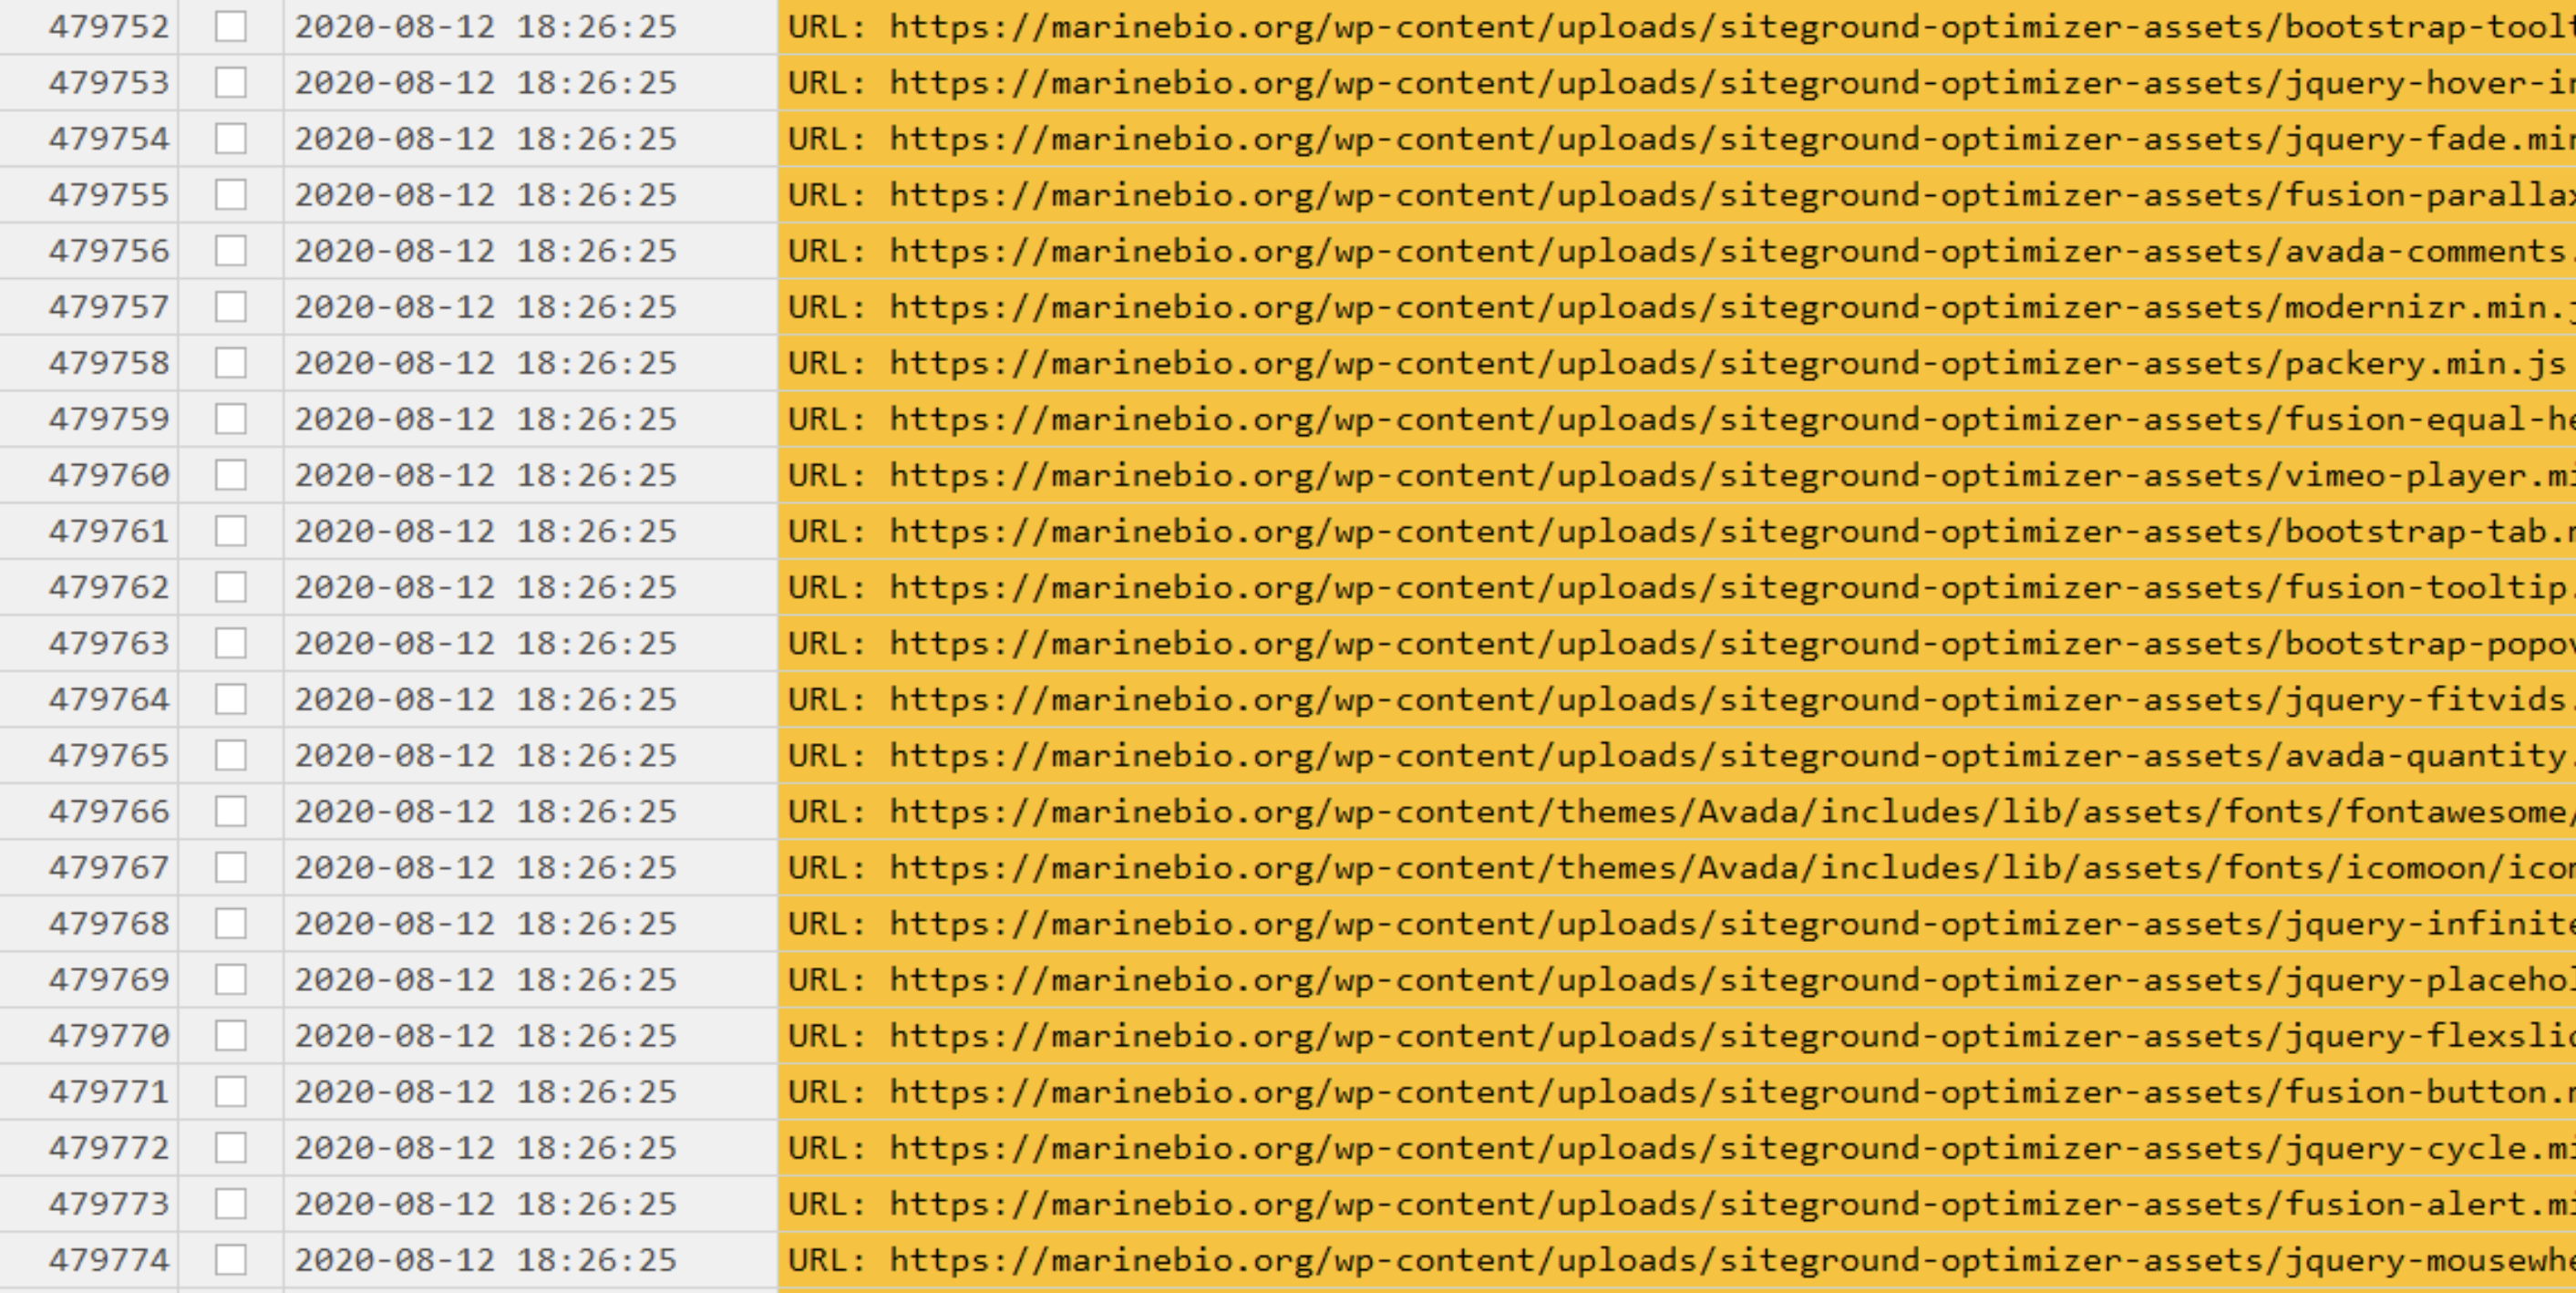 479752 2020-08-12 18:26:25 URL: https://marinebio.org/wp-content/uploads/siteground-optimizer-assets/bootstrap-toolt
479753 2020-08-12 18:26:25 URL: https://marinebio.org/wp-content/uploads/siteground-optimizer-assets/jquery-hover-in
479754 2020-08-12 18:26:25 URL: https://marinebio.org/wp-content/uploads/siteground-optimizer-assets/jquery-fade.min
479755 2020-08-12 18:26:25 URL: https://marinebio.org/wp-content/uploads/siteground-optimizer-assets/fusion-parallax
479756 2020-08-12 18:26:25 URL: https://marinebio.org/wp-content/uploads/siteground-optimizer-assets/avada-comments.
479757 2020-08-12 18:26:25 URL: https://marinebio.org/wp-content/uploads/siteground-optimizer-assets/modernizr.min.j
479758 2020-08-12 18:26:25 URL: https://marinebio.org/wp-content/uploads/siteground-optimizer-assets/packery.min.js
479759 2020-08-12 18:26:25 URL: https://marinebio.org/wp-content/uploads/siteground-optimizer-assets/fusion-equal-he
479760 2020-08-12 18:26:25 URL: https://marinebio.org/wp-content/uploads/siteground-optimizer-assets/vimeo-player.mi
479761 2020-08-12 18:26:25 URL: https://marinebio.org/wp-content/uploads/siteground-optimizer-assets/bootstrap-tab.m
479762 2020-08-12 18:26:25 URL: https://marinebio.org/wp-content/uploads/siteground-optimizer-assets/fusion-tooltip.
479763 2020-08-12 18:26:25 URL: https://marinebio.org/wp-content/uploads/siteground-optimizer-assets/bootstrap-popov
479764 2020-08-12 18:26:25 URL: https://marinebio.org/wp-content/uploads/siteground-optimizer-assets/jquery-fitvids.
479765 2020-08-12 18:26:25 URL: https://marinebio.org/wp-content/uploads/siteground-optimizer-assets/avada-quantity.
479766 2020-08-12 18:26:25 URL: https://marinebio.org/wp-content/themes/Avada/includes/lib/assets/fonts/fontawesome/
479767 2020-08-12 18:26:25 URL: https://marinebio.org/wp-content/themes/Avada/includes/lib/assets/fonts/icomoon/icom
479768 2020-08-12 18:26:25 URL: https://marinebio.org/wp-content/uploads/siteground-optimizer-assets/jquery-infinite
479769 2020-08-12 18:26:25 URL: https://marinebio.org/wp-content/uploads/siteground-optimizer-assets/jquery-placehol
479770 2020-08-12 18:26:25 URL: https://marinebio.org/wp-content/uploads/siteground-optimizer-assets/jquery-flexslid
479771 2020-08-12 18:26:25 URL: https://marinebio.org/wp-content/uploads/siteground-optimizer-assets/fusion-button.m
479772 2020-08-12 18:26:25 URL: https://marinebio.org/wp-content/uploads/siteground-optimizer-assets/jquery-cycle.mi
479773 2020-08-12 18:26:25 URL: https://marinebio.org/wp-content/uploads/siteground-optimizer-assets/fusion-alert.mi
479774 2020-08-12 18:26:25 URL: https://marinebio.org/wp-content/uploads/siteground-optimizer-assets/jquery-mousewhe